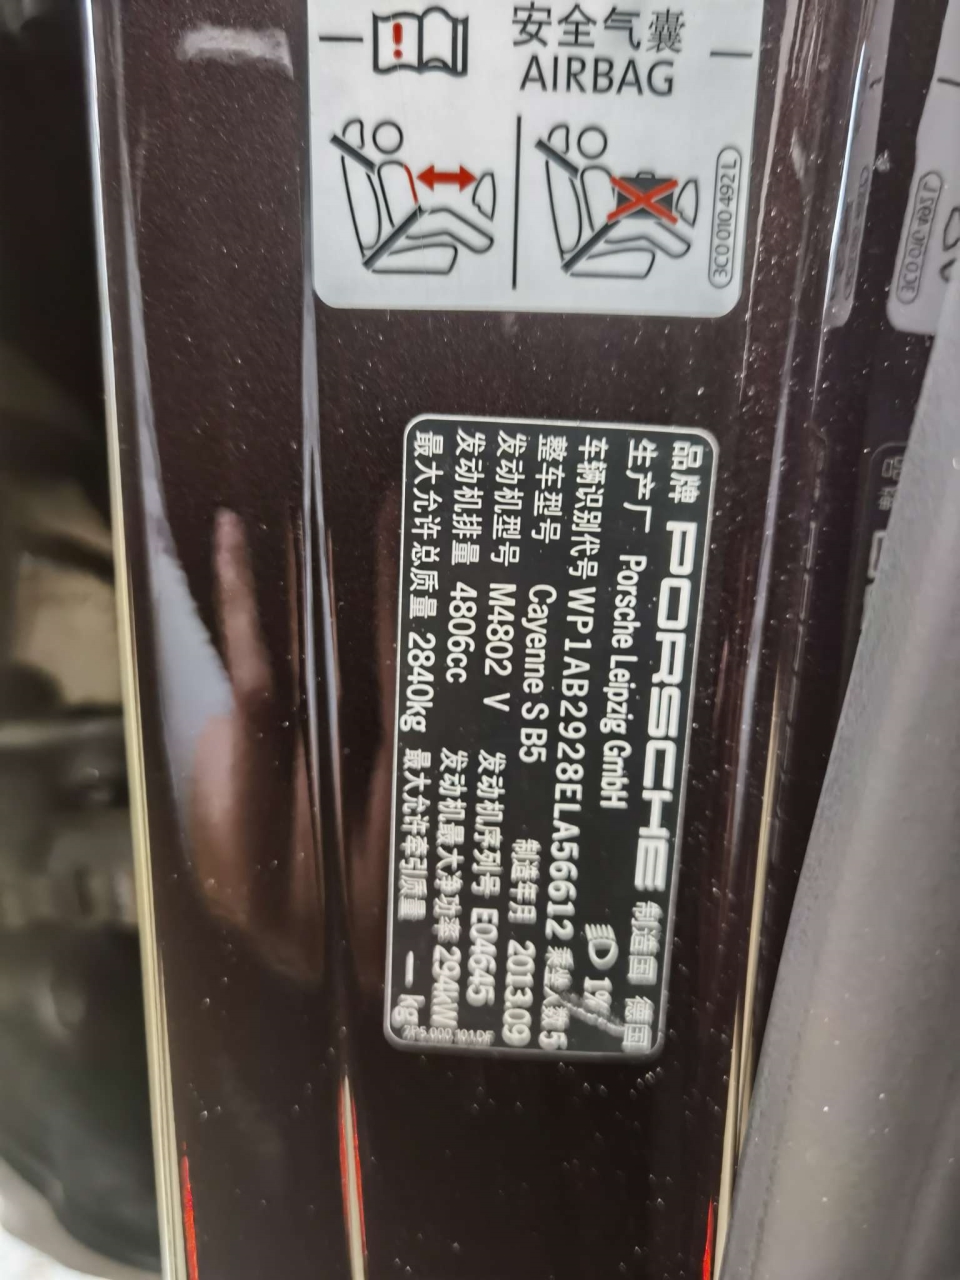 安全气囊
AIRBAG
3C0 010 492 L
品牌 PORSCHE 制造国 德国
生产厂 Porsche Leipzig GmbH
车辆识别代号 WP1AB2928ELA56612 乘坐人数 5
整车型号 Cayenne S B5 制造年月 2013.09
发动机型号 M4802 V 发动机序列号 E04645
发动机排量 4806cc 发动机最大净功率 294KW
最大允许总质量 2840kg 最大允许牵引质量 — kg
7P5.000.101.DF